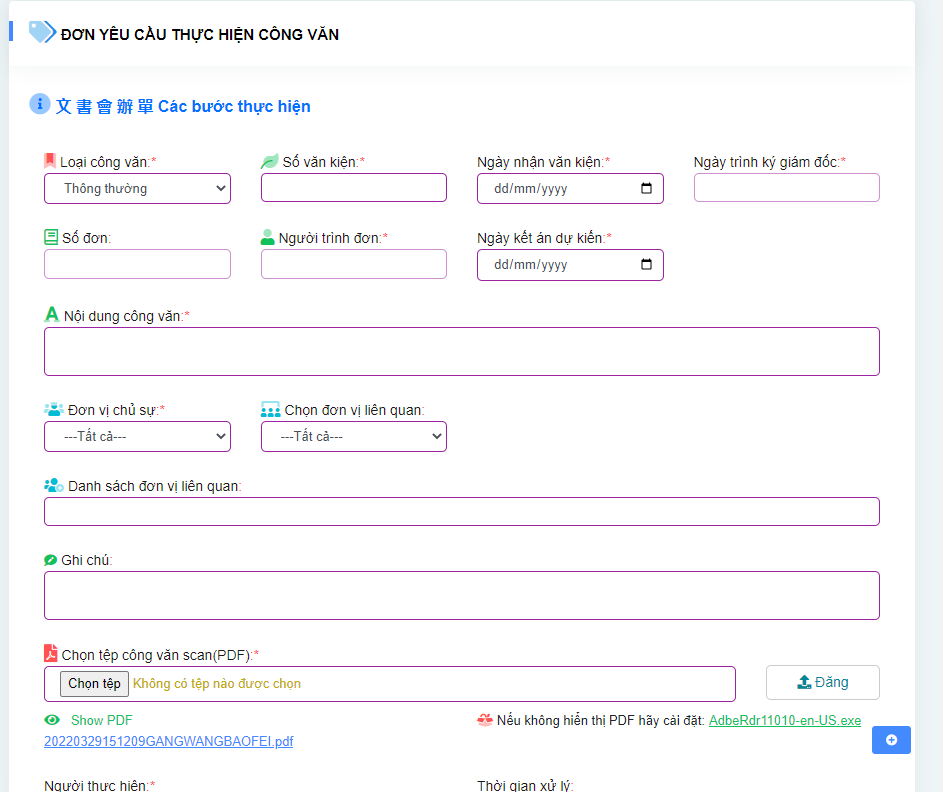 ĐƠN YÊU CẦU THỰC HIỆN CÔNG VĂN
文 書 會 辦 單 Các bước thực hiện
Loại công văn:* Số văn kiện:* Ngày nhận văn kiện:* Ngày trình ký giám đốc:*
Thông thường dd/mm/yyyy
Số đơn: Người trình đơn:* Ngày kết án dự kiến:*
dd/mm/yyyy
Nội dung công văn:*
Đơn vị chủ sự:* Chọn đơn vị liên quan:
---Tất cả--- ---Tất cả---
Danh sách đơn vị liên quan:
Ghi chú:
Chọn tệp công văn scan(PDF):*
Chọn tệp Không có tệp nào được chọn Đăng
Show PDF Nếu không hiển thị PDF hãy cài đặt: AdbeRdr11010-en-US.exe
20220329151209GANGWANGBAOFEI.pdf
Người thực hiện:* Thời gian xử lý: